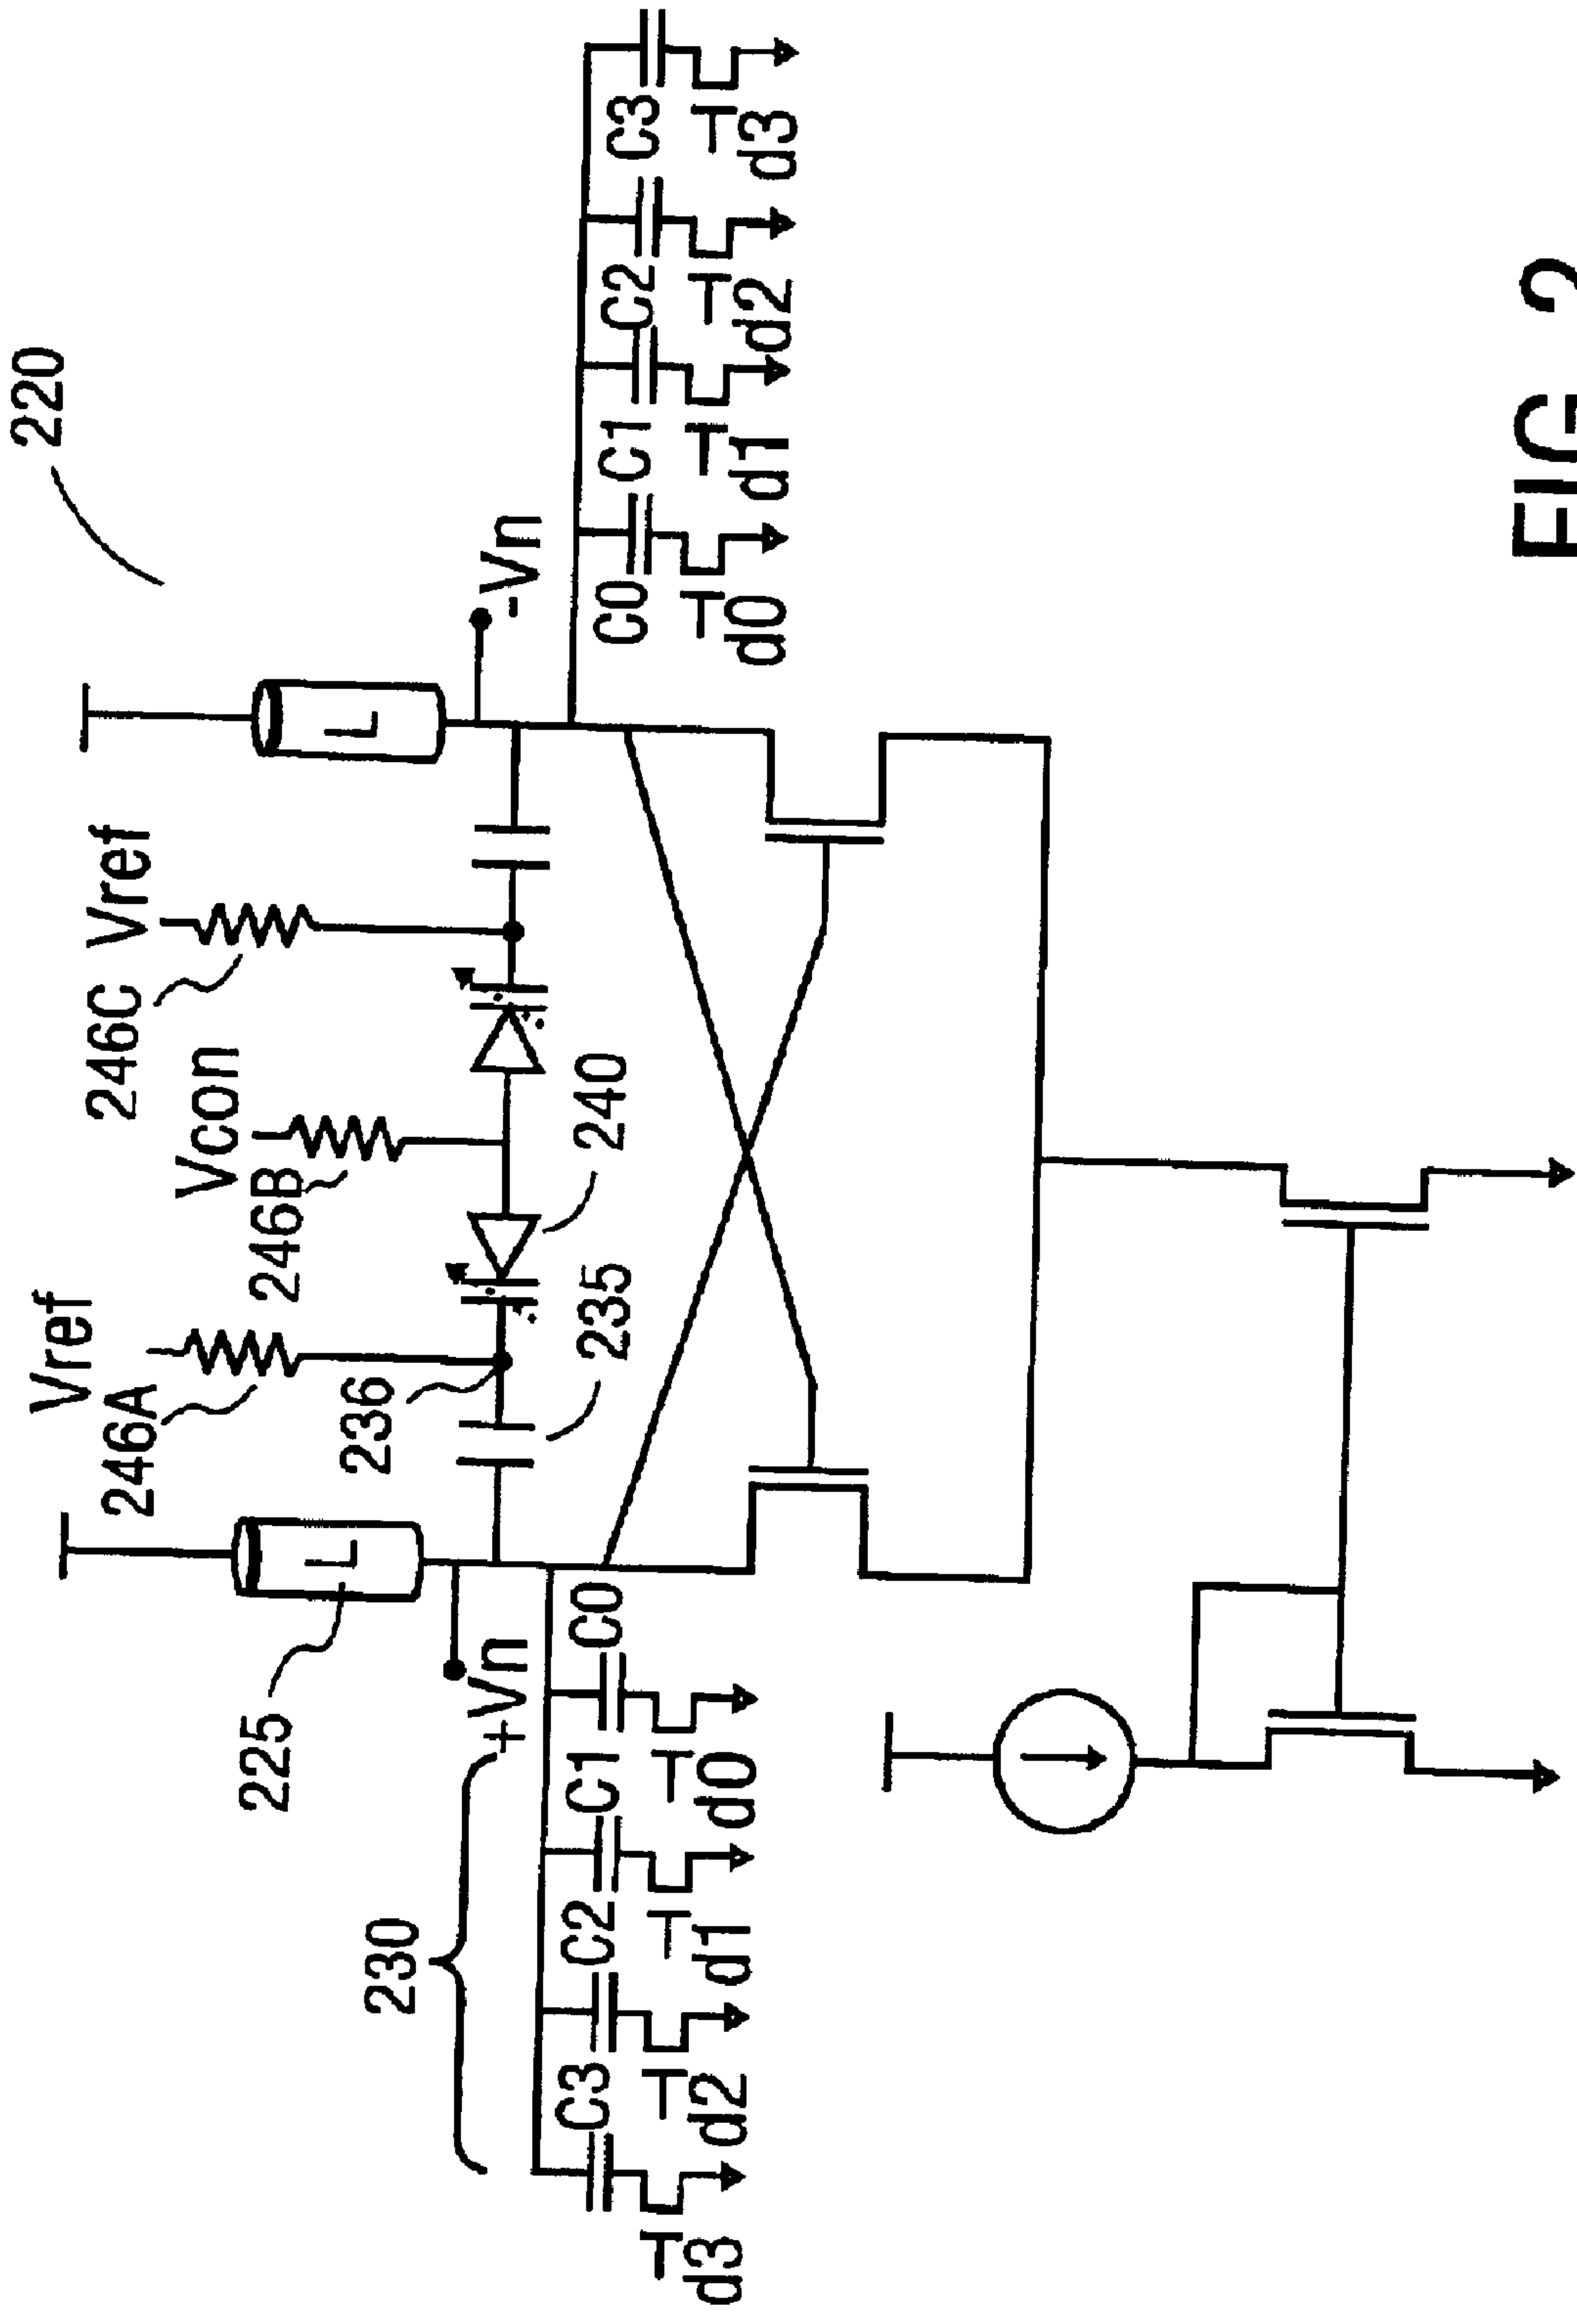 220
Vref
246A
Vcon
246B
Vref
246C
225
L
L
236
235
240
230
+Vn
-Vn
C3
C2
C1
C0
d3
d2
d1
d0
C0
C1
C2
C3
d0
d1
d2
d3
FIG. 2